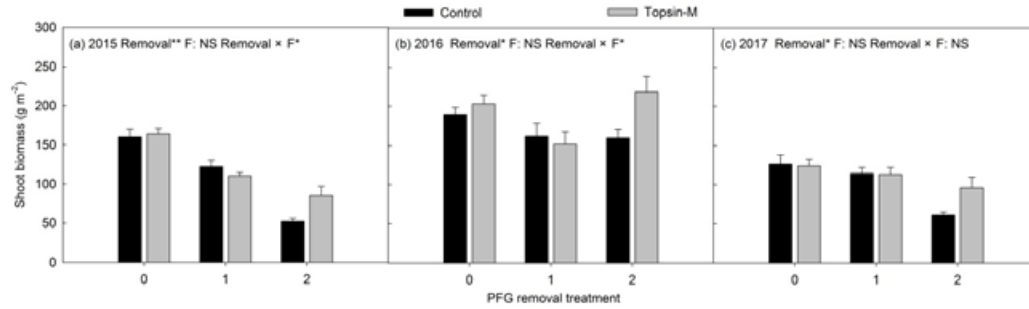 Control Topsin-M
(a) 2015 Removal** F: NS Removal × F*
(b) 2016 Removal* F: NS Removal × F*
(c) 2017 Removal* F: NS Removal × F: NS
Shoot biomass (g m⁻²)
300
250
200
150
100
50
0
0 1 2 0 1 2 0 1 2
PFG removal treatment